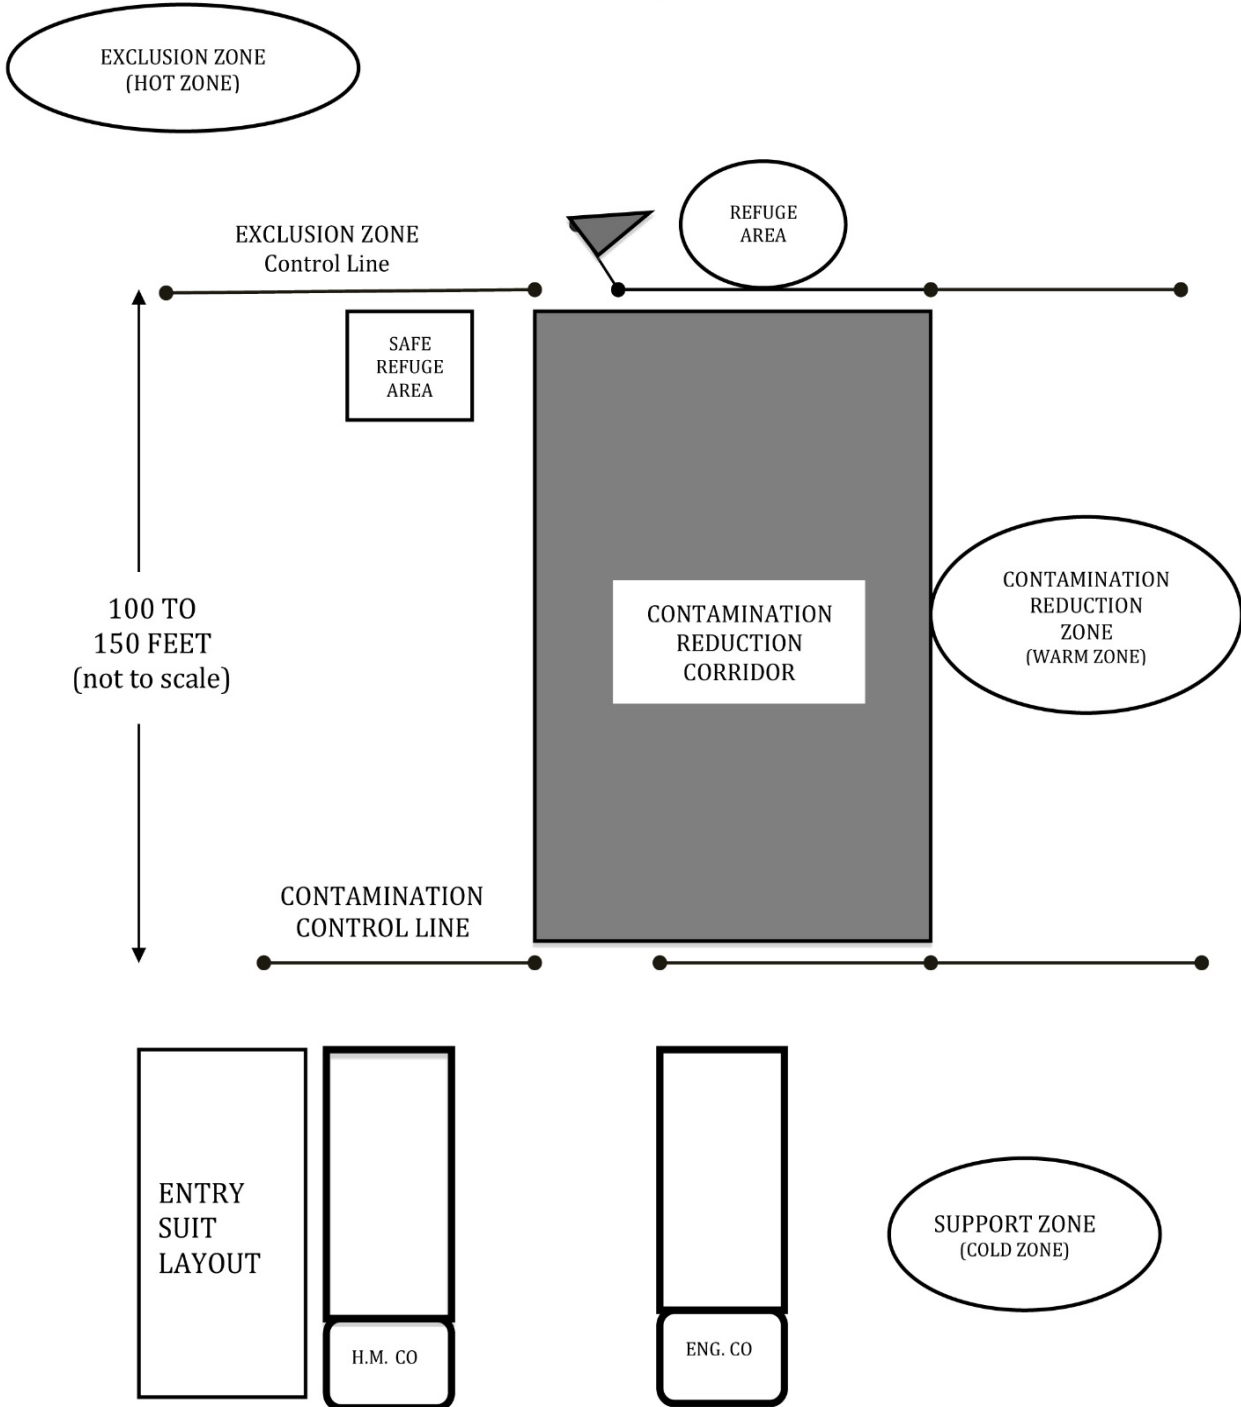 EXCLUSION ZONE
(HOT ZONE)
REFUGE
AREA
EXCLUSION ZONE
Control Line
SAFE
REFUGE
AREA
100 TO
150 FEET
(not to scale)
CONTAMINATION
REDUCTION
CORRIDOR
CONTAMINATION
REDUCTION
ZONE
(WARM ZONE)
CONTAMINATION
CONTROL LINE
ENTRY
SUIT
LAYOUT
H.M. CO
ENG. CO
SUPPORT ZONE
(COLD ZONE)